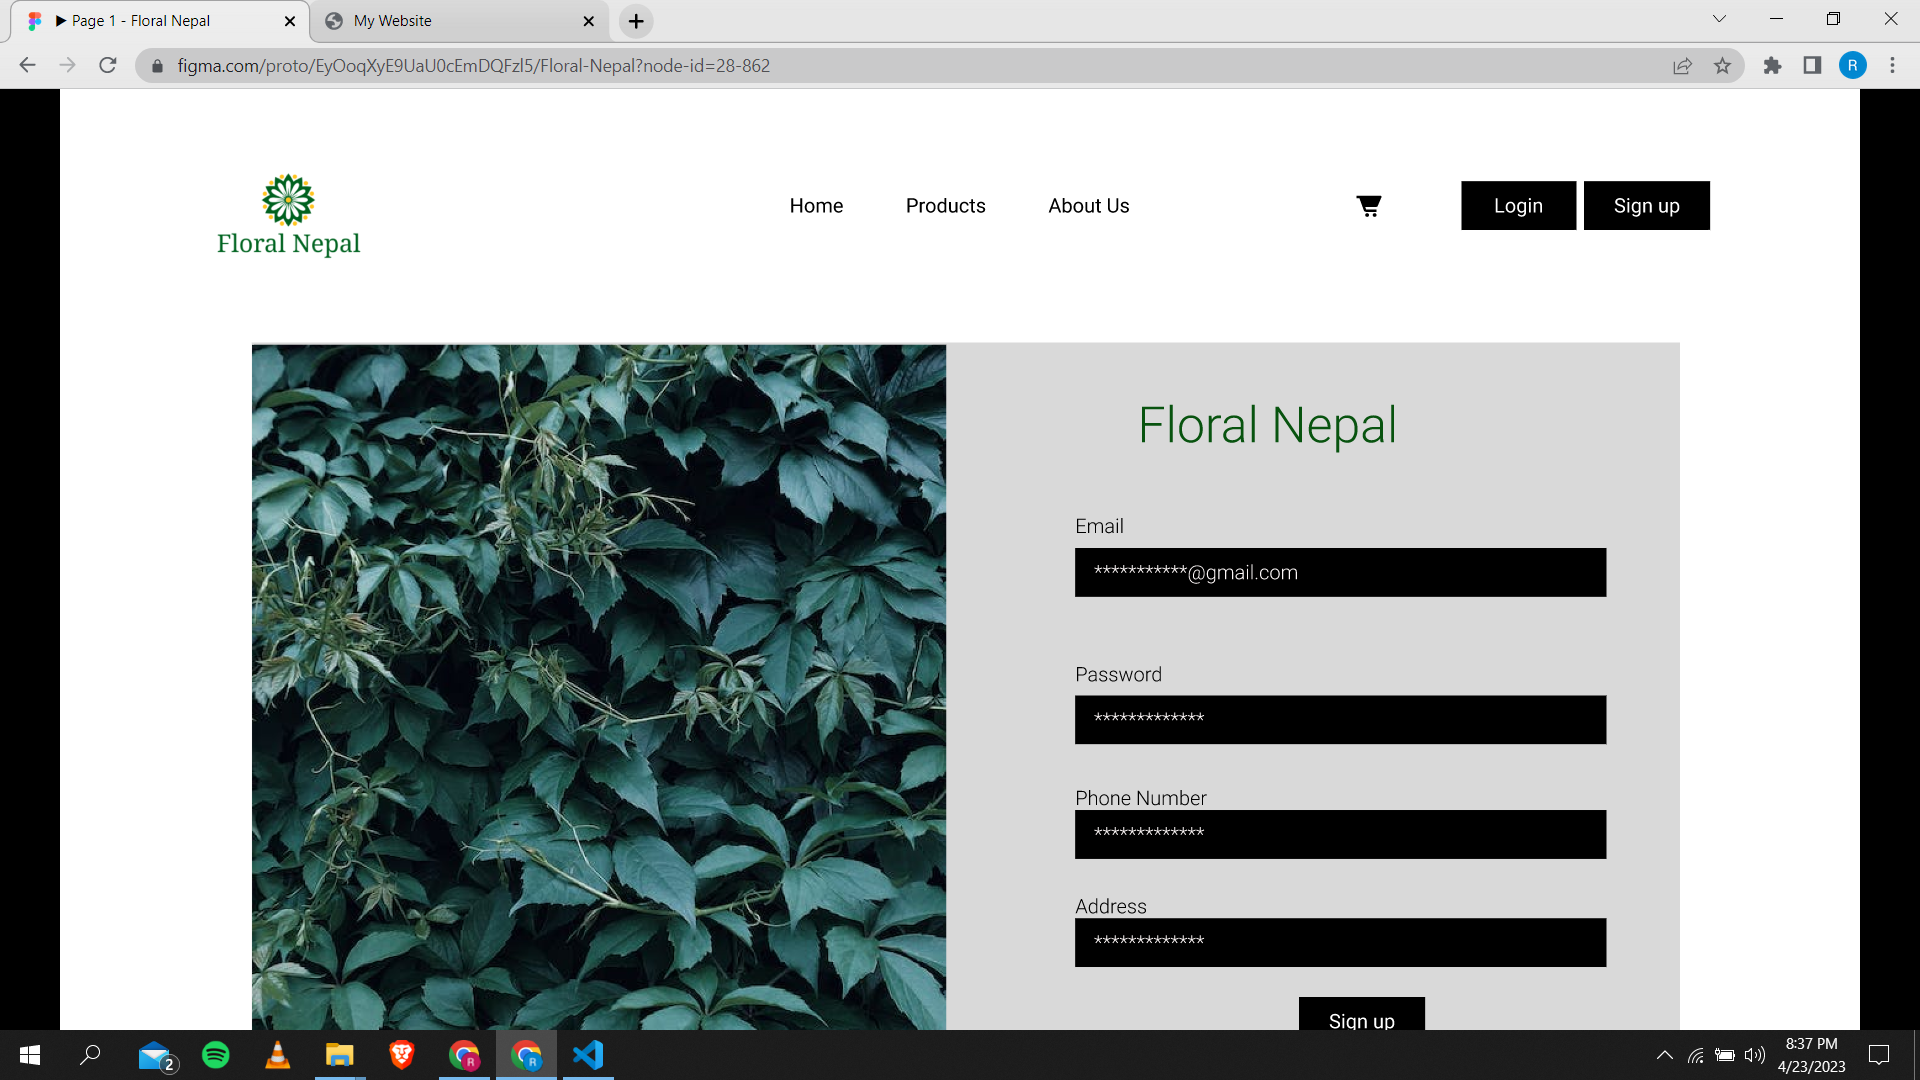 Page 1 - Floral Nepal
My Website
figma.com/proto/EyOoqXyE9UaU0cEmDQFzl5/Floral-Nepal?node-id=28-862
R
Floral Nepal
Home
Products
About Us
Login
Sign up
Floral Nepal
Email
***********@gmail.com
Password
*************
Phone Number
*************
Address
*************
Sign up
2
R
R
8:37 PM
4/23/2023